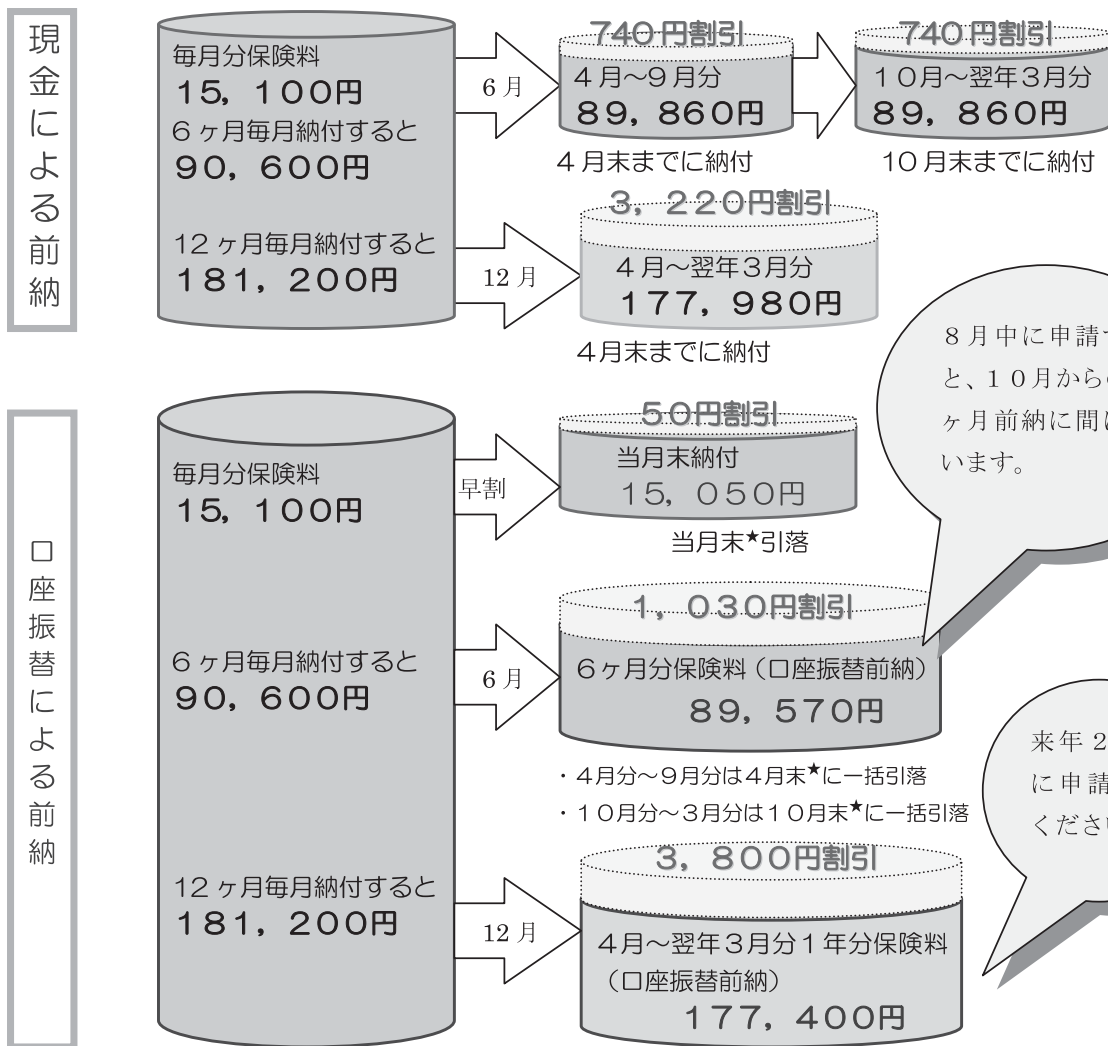 現金による前納
毎月分保険料
15,100円
6ヶ月毎月納付すると
90,600円
12ヶ月毎月納付すると
181,200円
6月
740円割引
4月～9月分
89,860円
4月末までに納付
740円割引
10月～翌年3月分
89,860円
10月末までに納付
12月
3,220円割引
4月～翌年3月分
177,980円
4月末までに納付
口座振替による前納
毎月分保険料
15,100円
6ヶ月毎月納付すると
90,600円
12ヶ月毎月納付すると
181,200円
早割
50円割引
当月末納付
15,050円
当月末★引落
6月
1,030円割引
6ヶ月分保険料（口座振替前納）
89,570円
・4月分～9月分は4月末★に一括引落
・10月分～3月分は10月末★に一括引落
8月中に申請
と、10月から
ヶ月前納に間
います。
12月
3,800円割引
4月～翌年3月分1年分保険料
（口座振替前納）
177,400円
来年2
に申請
くださ